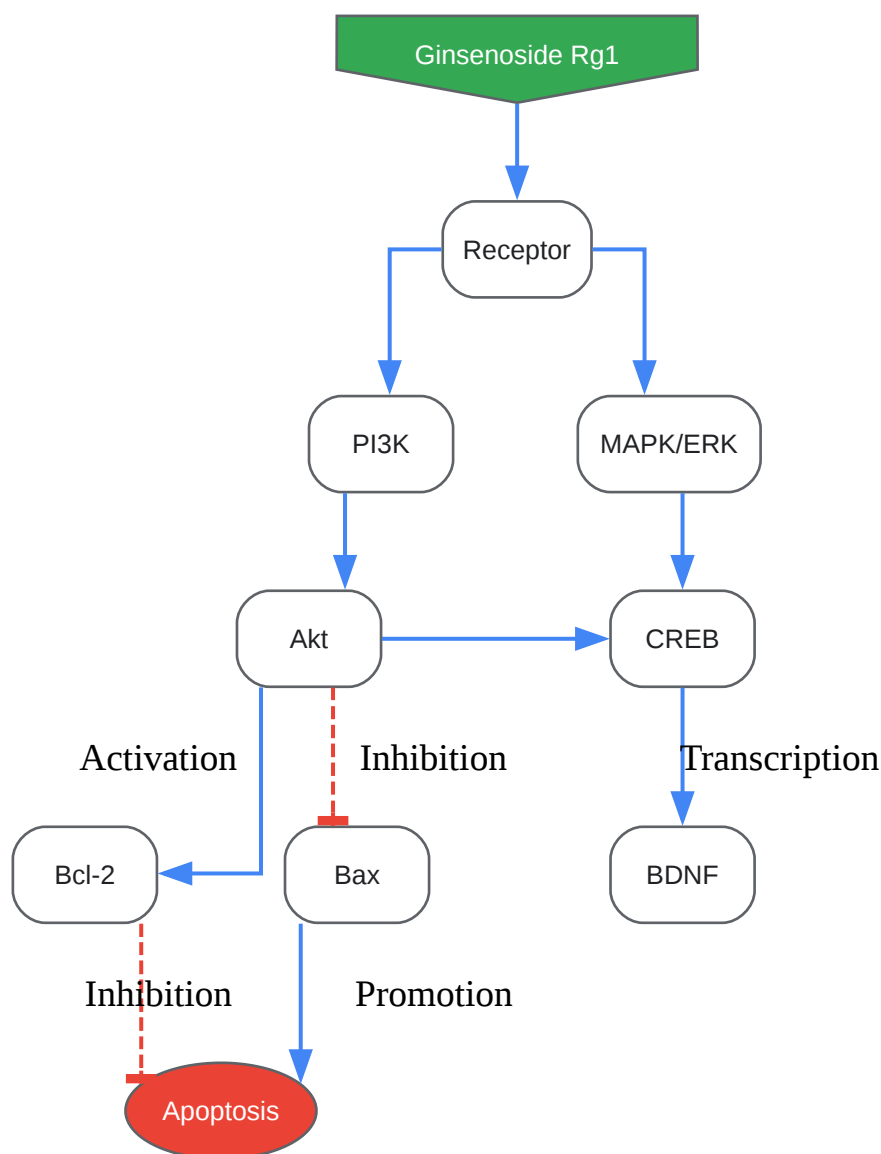 Ginsenoside Rg1
Receptor
PI3K
MAPK/ERK
Akt
CREB
Activation
Inhibition
Transcription
Bcl-2
Bax
BDNF
Inhibition
Promotion
Apoptosis